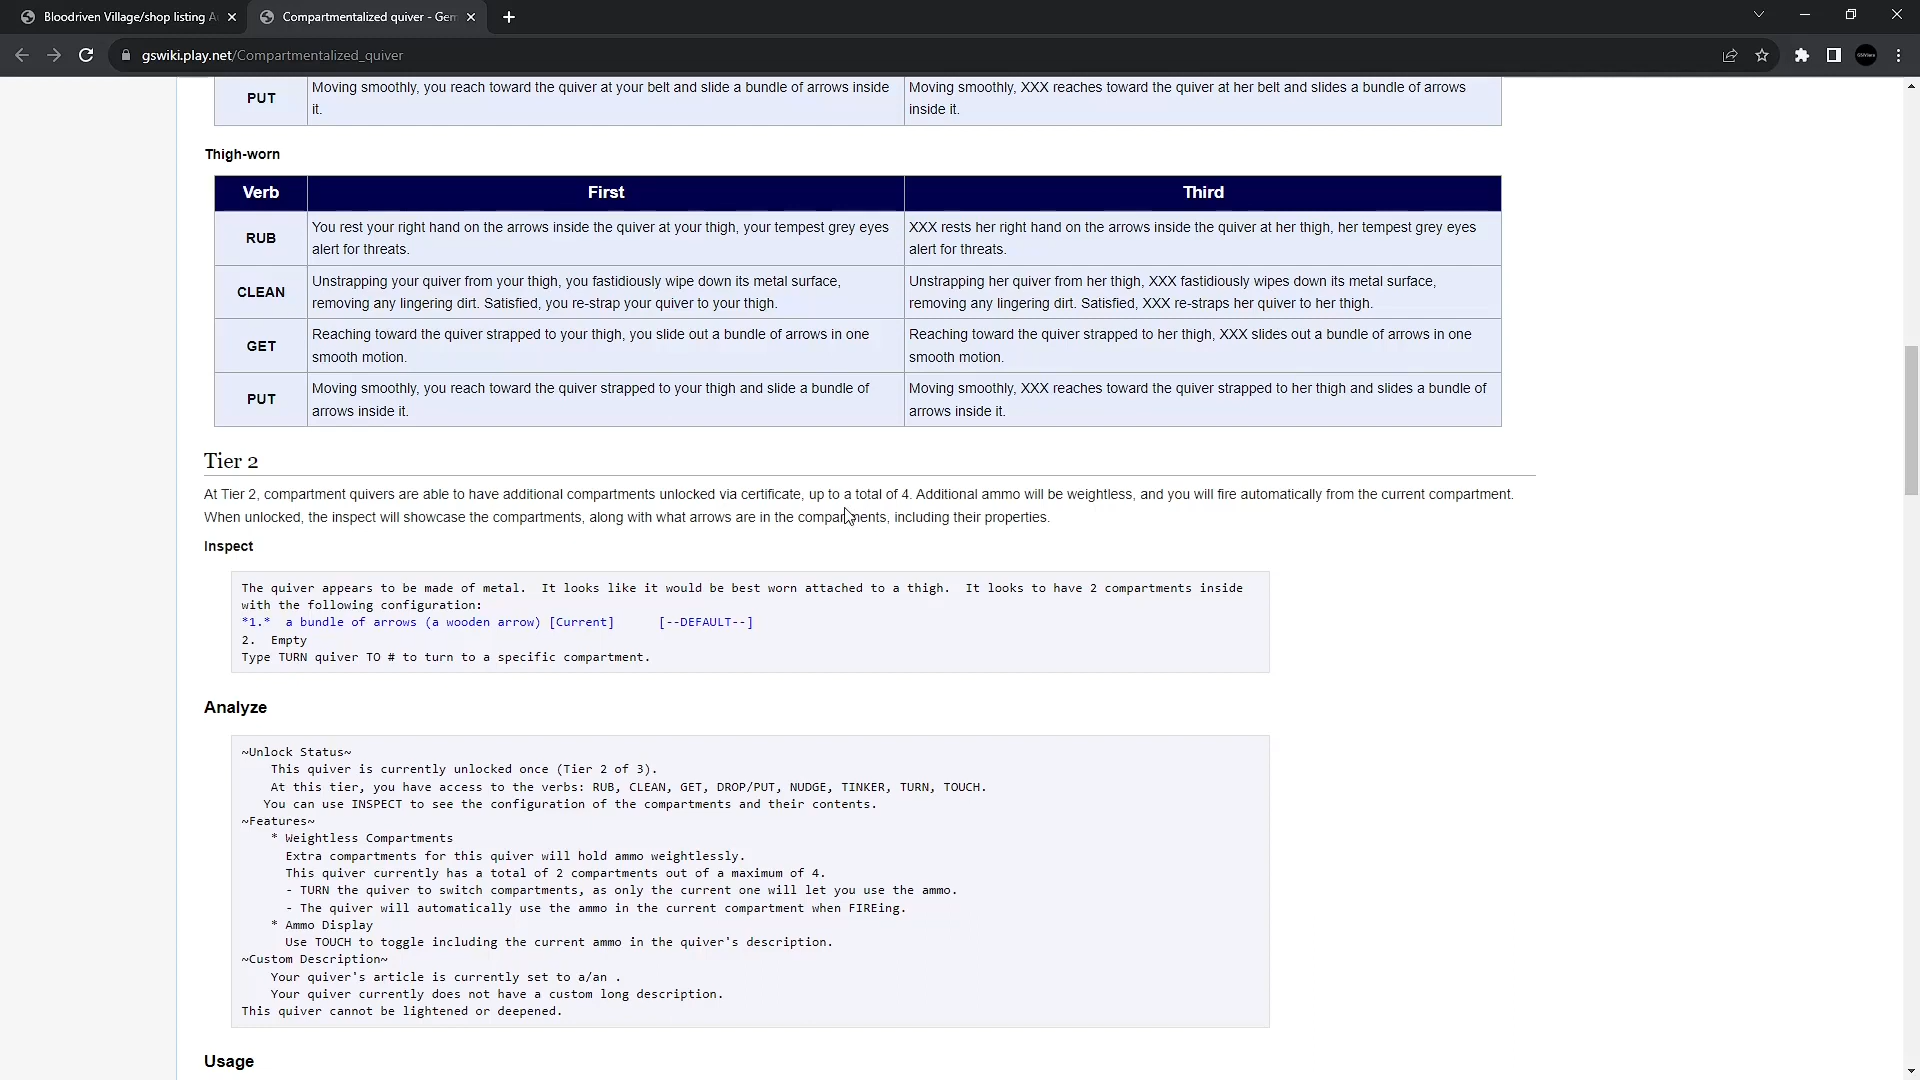 Bloodriven Village/shop listing
Compartmentalized quiver - Gem
gswiki.play.net/Compartmentalized_quiver
PUT
Moving smoothly, you reach toward the quiver at your belt and slide a bundle of arrows inside
it.
Moving smoothly, XXX reaches toward the quiver at her belt and slides a bundle of arrows
inside it.
Thigh-worn
Verb
First
Third
RUB
You rest your right hand on the arrows inside the quiver at your thigh, your tempest grey eyes
alert for threats.
XXX rests her right hand on the arrows inside the quiver at her thigh, her tempest grey eyes
alert for threats.
CLEAN
Unstrapping your quiver from your thigh, you fastidiously wipe down its metal surface,
removing any lingering dirt. Satisfied, you re-strap your quiver to your thigh.
Unstrapping her quiver from her thigh, XXX fastidiously wipes down its metal surface,
removing any lingering dirt. Satisfied, XXX re-straps her quiver to her thigh.
GET
Reaching toward the quiver strapped to your thigh, you slide out a bundle of arrows in one
smooth motion.
Reaching toward the quiver strapped to her thigh, XXX slides out a bundle of arrows in one
smooth motion.
PUT
Moving smoothly, you reach toward the quiver strapped to your thigh and slide a bundle of
arrows inside it.
Moving smoothly, XXX reaches toward the quiver strapped to her thigh and slides a bundle of
arrows inside it.
Tier 2
At Tier 2, compartment quivers are able to have additional compartments unlocked via certificate, up to a total of 4. Additional ammo will be weightless, and you will fire automatically from the current compartment.
When unlocked, the inspect will showcase the compartments, along with what arrows are in the compartments, including their properties.
Inspect
The quiver appears to be made of metal.  It looks like it would be best worn attached to a thigh.  It looks to have 2 compartments inside
with the following configuration:
*1.*  a bundle of arrows (a wooden arrow) [Current]      [--DEFAULT--]
2.  Empty
Type TURN quiver TO # to turn to a specific compartment.
Analyze
~Unlock Status~
This quiver is currently unlocked once (Tier 2 of 3).
At this tier, you have access to the verbs: RUB, CLEAN, GET, DROP/PUT, NUDGE, TINKER, TURN, TOUCH.
You can use INSPECT to see the configuration of the compartments and their contents.
~Features~
* Weightless Compartments
Extra compartments for this quiver will hold ammo weightlessly.
This quiver currently has a total of 2 compartments out of a maximum of 4.
- TURN the quiver to switch compartments, as only the current one will let you use the ammo.
- The quiver will automatically use the ammo in the current compartment when FIREing.
* Ammo Display
Use TOUCH to toggle including the current ammo in the quiver's description.
~Custom Description~
Your quiver's article is currently set to a/an .
Your quiver currently does not have a custom long description.
This quiver cannot be lightened or deepened.
Usage